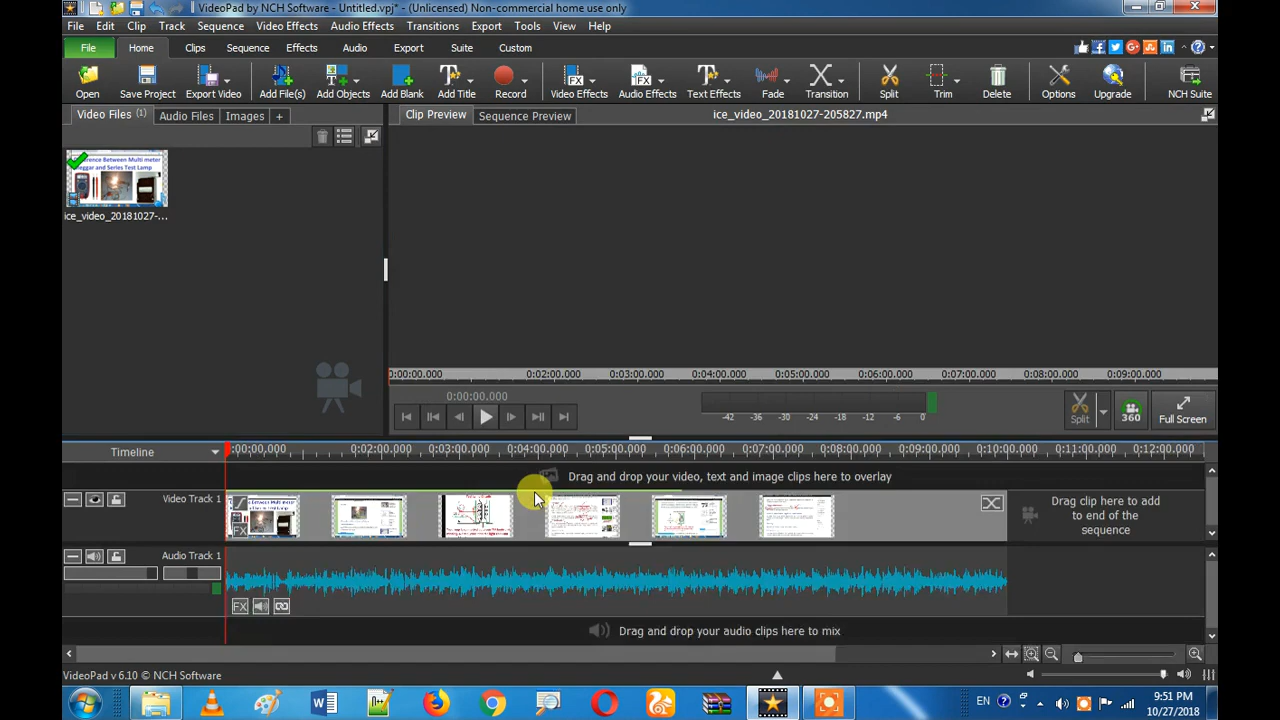 VideoPad by NCH Software - Untitled.vpj* - (Unlicensed) Non-commercial home use only
File Edit Clip Track Sequence Video Effects Audio Effects Transitions Export Tools View Help
File Home Clips Sequence Effects Audio Export Suite Custom
Open Save Project Export Video Add File(s) Add Objects Add Blank Add Title Record Video Effects Audio Effects Text Effects Fade Transition Split Trim Delete Options Upgrade NCH Suite
Video Files (1) Audio Files Images +
Clip Preview Sequence Preview ice_video_20181027-205827.mp4
Between Multi meter
and Series Test Lamp
ice_video_20181027-...
0:00:00.000 0:02:00.000 0:03:00.000 0:04:00.000 0:05:00.000 0:06:00.000 0:07:00.000 0:08:00.000 0:09:00.000
0:00:00.000
-42 -36 -30 -24 -18 -12 -6 0
Split 360 Full Screen
Timeline :00:00,000 0:02:00.000 0:03:00.000 0:04:00.000 0:05:00.000 0:06:00.000 0:07:00.000 0:08:00.000 0:09:00.000 0:10:00.000 0:11:00.000 0:12:00.000
Drag and drop your video, text and image clips here to overlay
Video Track 1
Drag clip here to add
to end of the
sequence
Audio Track 1
FX
Drag and drop your audio clips here to mix
VideoPad v 6.10 © NCH Software
EN 9:51 PM
10/27/2018